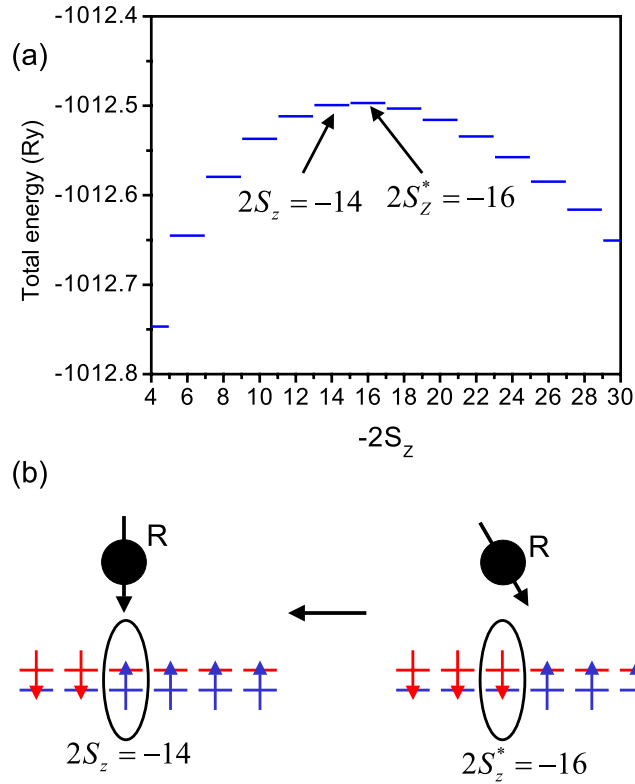 (a)
Total energy (Ry)
-1012.4
-1012.5
-1012.6
-1012.7
-1012.8
2S_z = -14
2S_Z^* = -16
4 6 8 10 12 14 16 18 20 22 24 26 28 30
-2S_Z
(b)
R
R
2S_z = -14
2S_z^* = -16